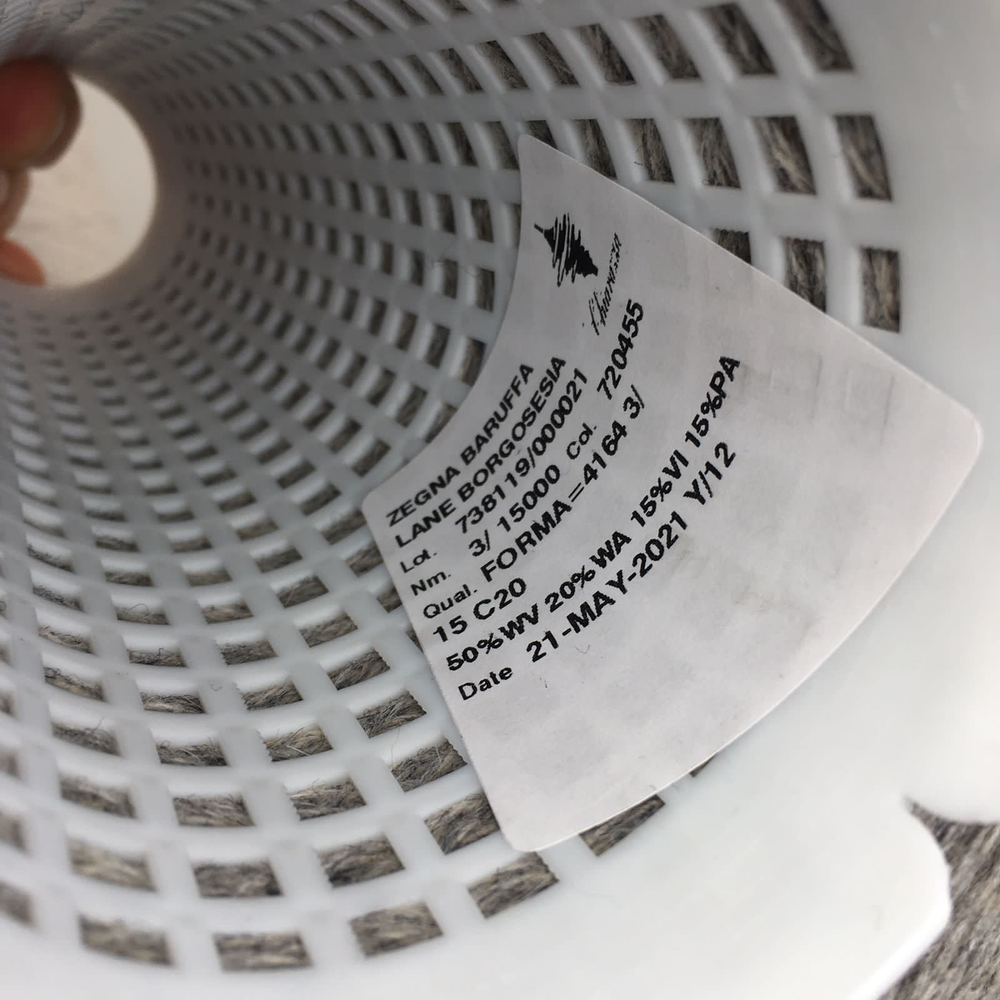 Chiavazza
ZEGNA BARUFFA
LANE BORGOSESIA
Lot. 738119/000021
Nm. 3/ 15000 Col. 720455
Qual. FORMA=4164 3/
15 C20
50%WV 20%WA 15%VI 15%PA
Date 21-MAY-2021 Y/12